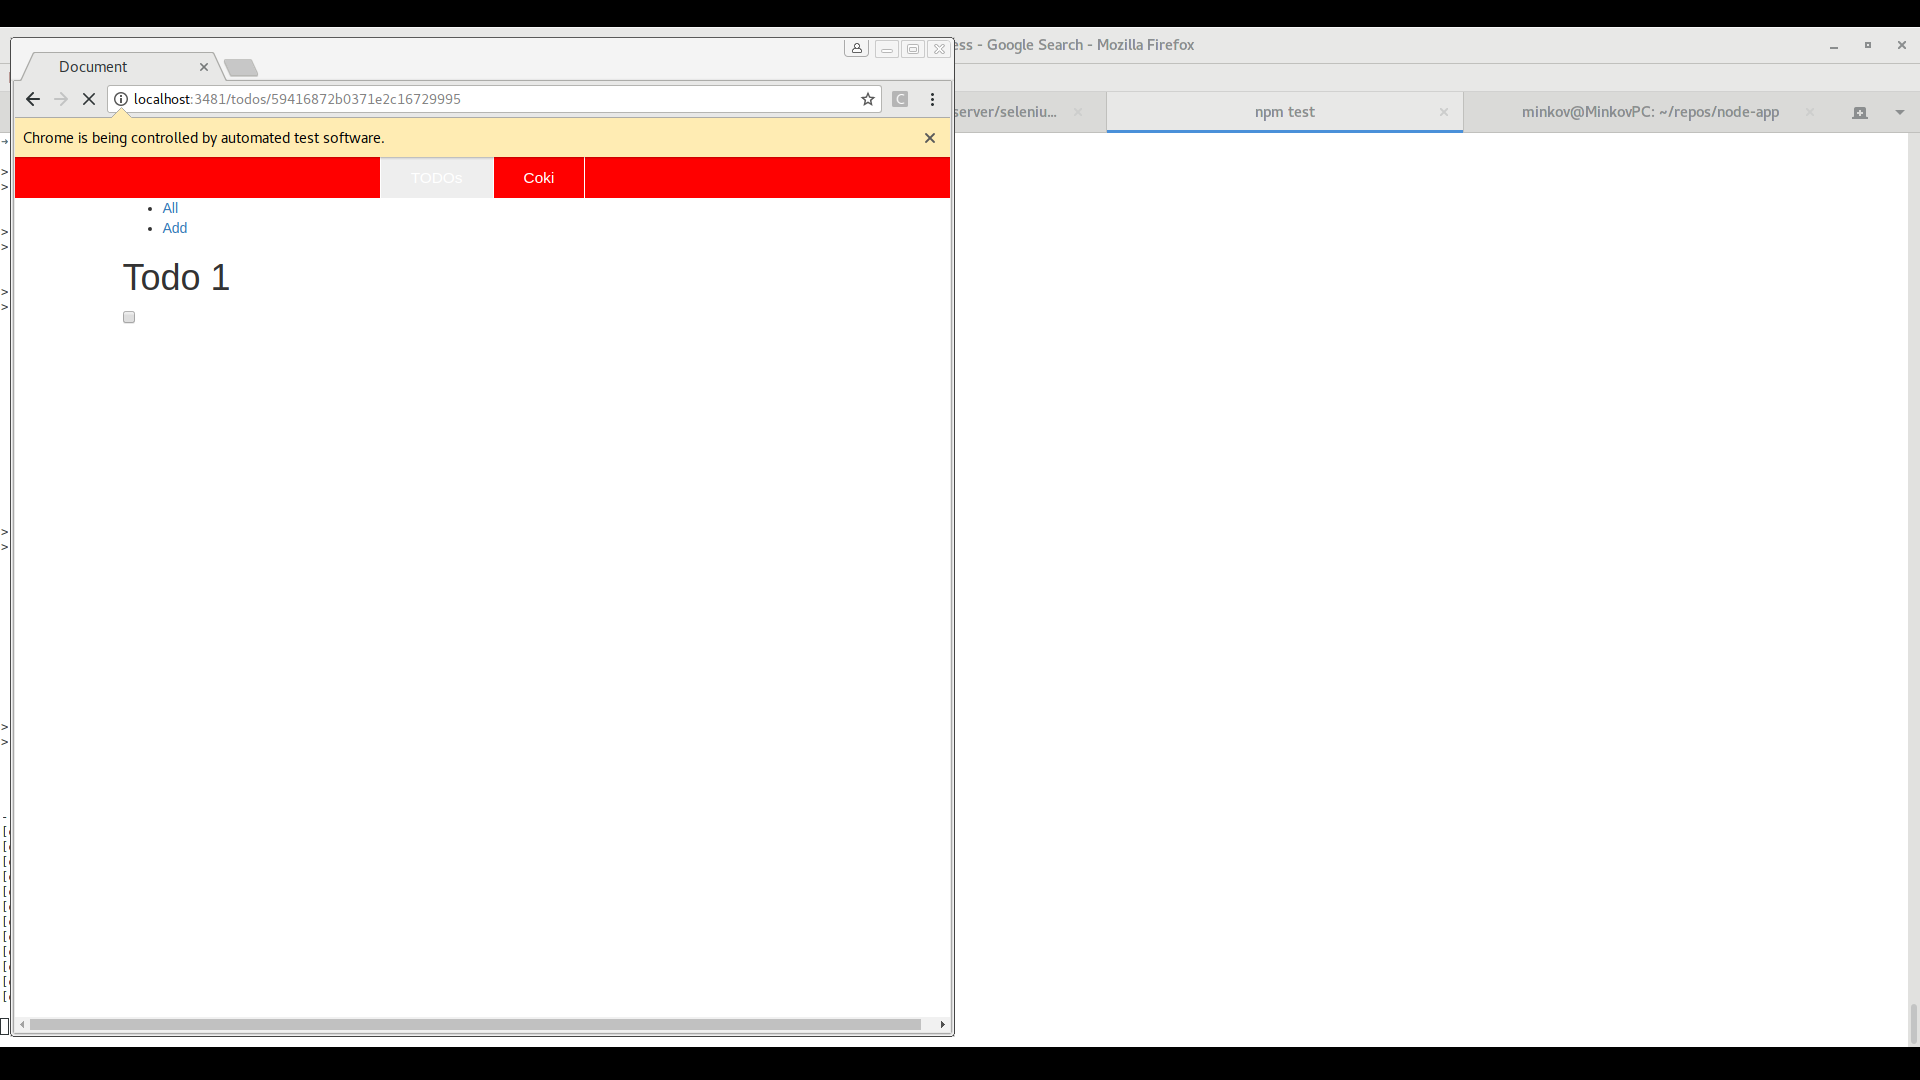 ess - Google Search - Mozilla Firefox
Document
localhost:3481/todos/59416872b0371e2c16729995
server/seleniu...
npm test
minkov@MinkovPC: ~/repos/node-app
Chrome is being controlled by automated test software.
TODOs
Coki
All
Add
Todo 1